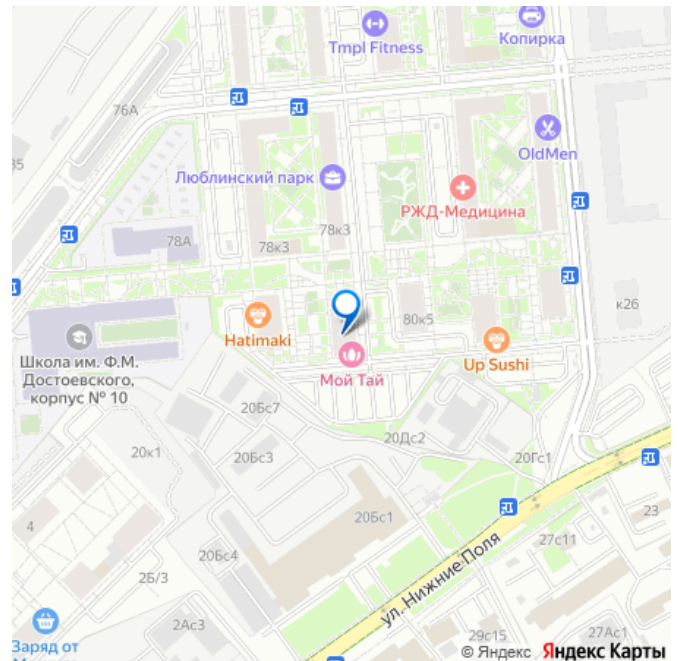 Tmpl Fitness
Копирка
76А
35
OldMen
Люблинский парк
РЖД-Медицина
78к3
78А
78к3
к26
80к5
Hatimaki
Up Sushi
Мой Тай
Школа им. Ф.М.
Достоевского,
корпус № 10
20Бс7
20Дс2
20к1
20Бс3
20Гс1
23
4
20Бс1
27с11
20Бс4
2Б/3
ул. Нижние Поля
2Ас3
29с15
27Ас1
Заряд от
© Яндекс Яндекс Карты